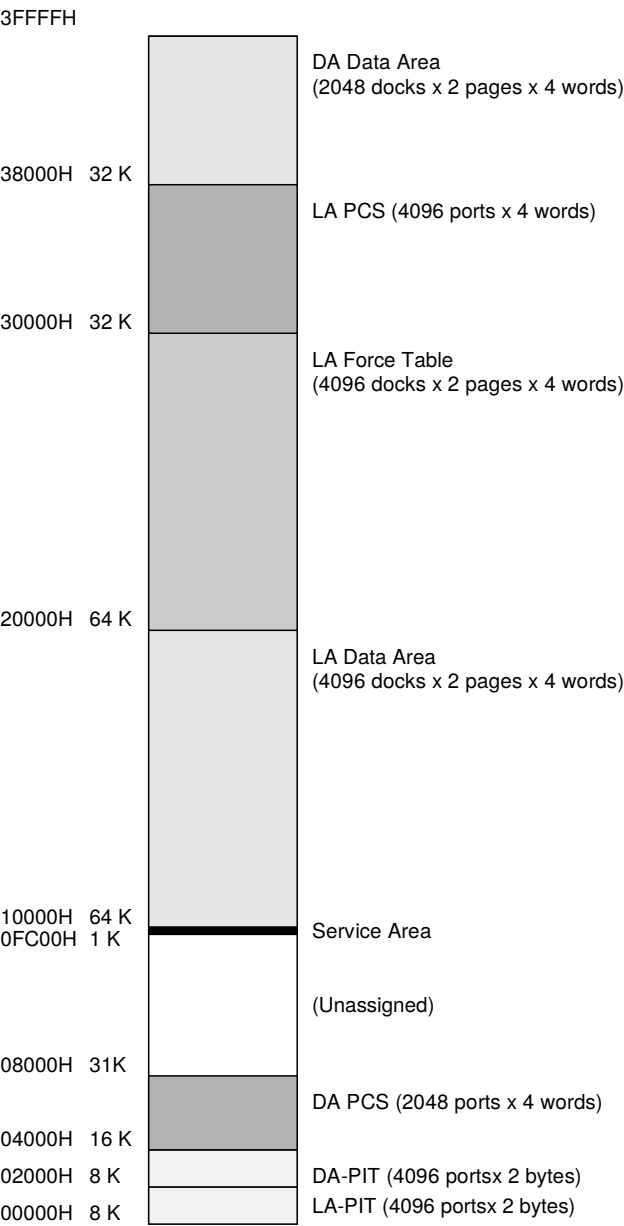 3FFFFH
DA Data Area
(2048 docks x 2 pages x 4 words)
38000H 32 K
LA PCS (4096 ports x 4 words)
30000H 32 K
LA Force Table
(4096 docks x 2 pages x 4 words)
20000H 64 K
LA Data Area
(4096 docks x 2 pages x 4 words)
10000H 64 K
0FC00H 1 K
Service Area
(Unassigned)
08000H 31K
DA PCS (2048 ports x 4 words)
04000H 16 K
02000H 8 K
DA-PIT (4096 portsx 2 bytes)
00000H 8 K
LA-PIT (4096 portsx 2 bytes)